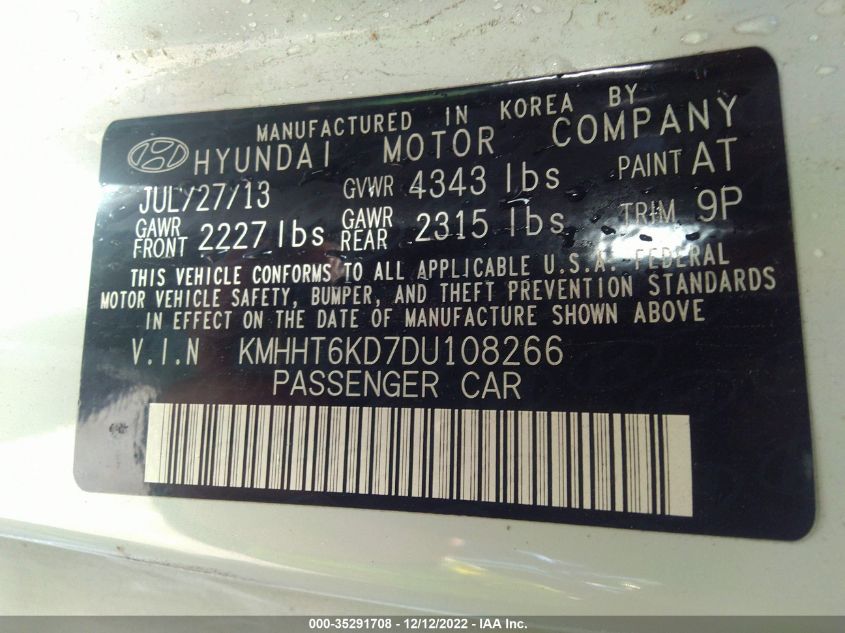 MANUFACTURED IN KOREA BY
HYUNDAI MOTOR COMPANY
JUL/27/13 GVWR 4343 lbs PAINT AT
GAWR FRONT 2227 lbs GAWR REAR 2315 lbs TRIM 9P
THIS VEHICLE CONFORMS TO ALL APPLICABLE U.S.A. FEDERAL
MOTOR VEHICLE SAFETY, BUMPER, AND THEFT PREVENTION STANDARDS
IN EFFECT ON THE DATE OF MANUFACTURE SHOWN ABOVE
V.I.N KMHHT6KD7DU108266
PASSENGER CAR
000-35291708 - 12/12/2022 - IAA Inc.